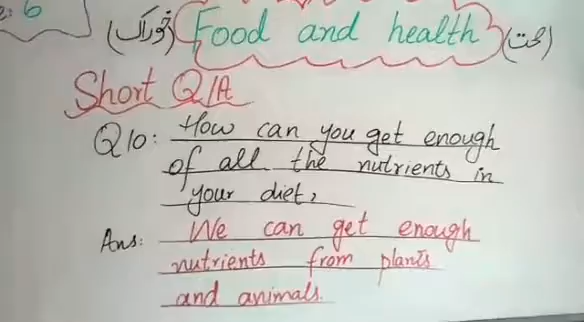 : 6
(خوراک) Food and health (صحت)
Short Q/A
Q10: How can you get enough
of all the nutrients in
your diet,
Ans: We can get enough
nutrients from plants
and animals.